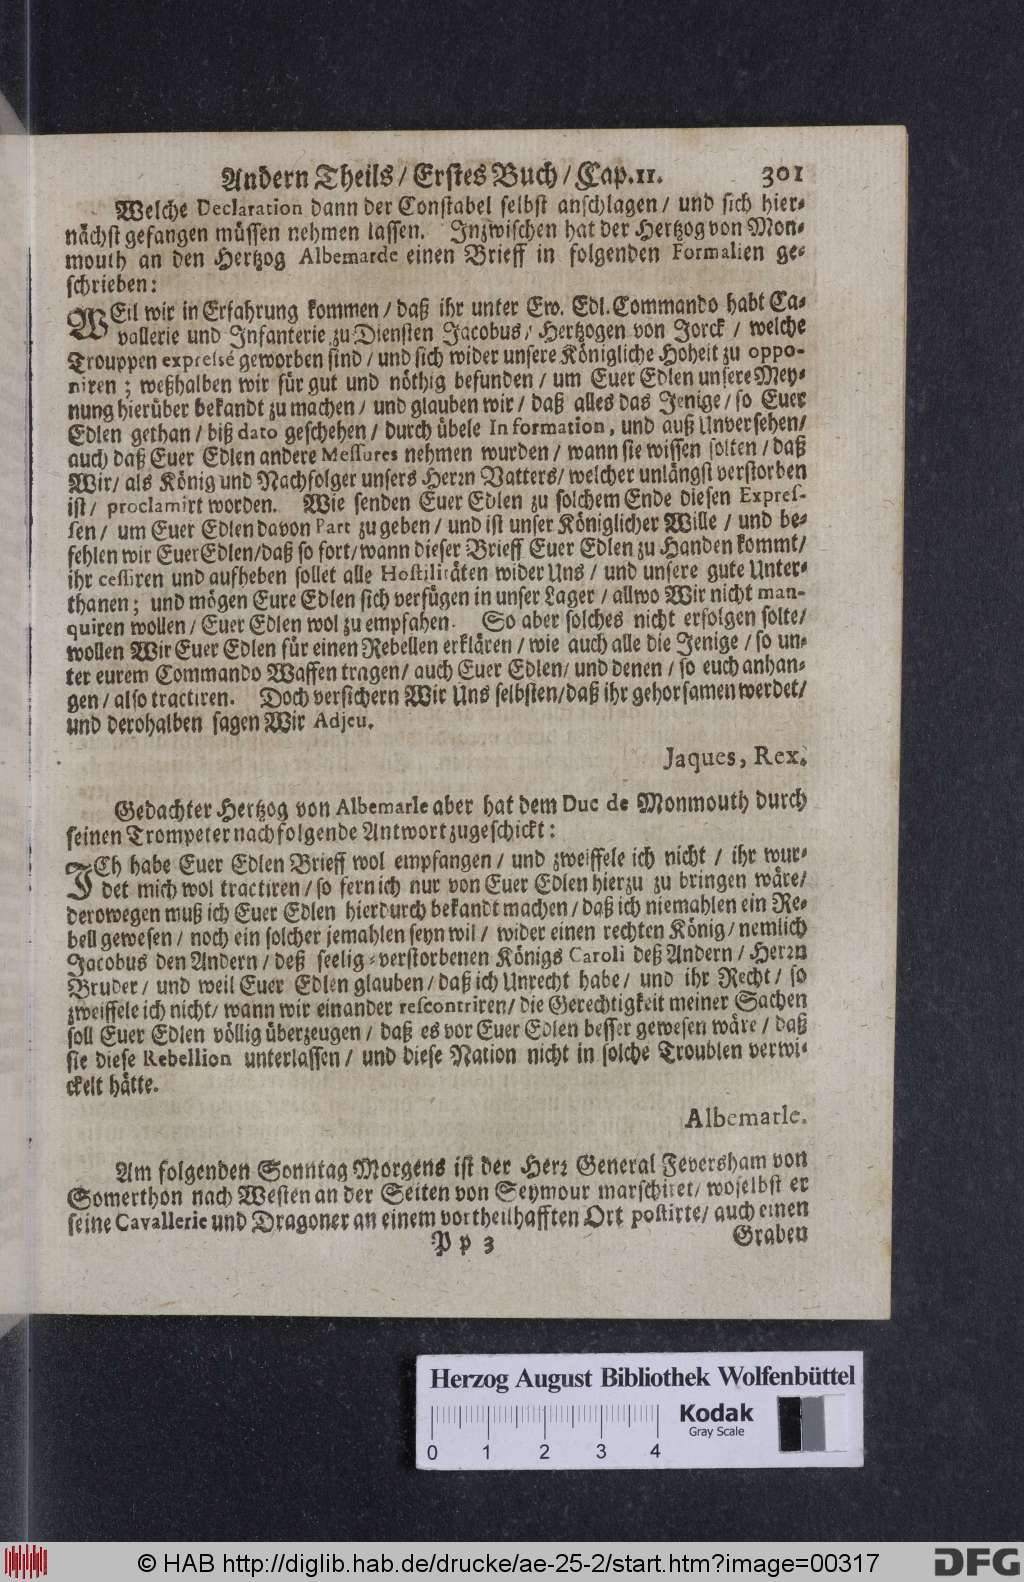 Andern Theils / Erstes Buch / Cap. 11. 301
Welche Declaration dann der Constabel selbst anschlagen / und sich hier-
nächst gefangen müssen nehmen lassen. Inzwischen hat der Hertzog von Mon-
mouth an den Hertzog Albemarde einen Brieff in folgenden Formalien ge-
schrieben:
WEil wir in Erfahrung kommen / daß ihr unter Ew. Edl. Commando habt Ca-
vallerie und Infanterie zu Diensten Jacobus / Hertzogen von Jorck / welche
Trouppen expressé geworben sind / und sich wider unsere Königliche Hoheit zu oppo-
niren; weßhalben wir für gut und nöthig befunden / um Euer Edlen unsere Mey-
nung hierüber bekandt zu machen / und glauben wir / daß alles das Jenige / so Euer
Edlen gethan / biß dato geschehen / durch übele Information, und auß Unversehen /
auch daß Euer Edlen andere Messures nehmen wurden / wann sie wissen solten / daß
Wir / als König und Nachfolger unsers Herrn Vatters / welcher unlängst verstorben
ist / proclamirt worden. Wie senden Euer Edlen zu solchem Ende diesen Expres-
sen / um Euer Edlen davon Part zu geben / und ist unser Königlicher Wille / und be-
fehlen wir Euer Edlen / daß so fort / wann dieser Brieff Euer Edlen zu Handen kommt /
ihr cessiren und aufheben sollet alle Hostilitäten wider Uns / und unsere gute Unter-
thanen; und mögen Eure Edlen sich verfügen in unser Lager / allwo Wir nicht man-
quiren wollen / Euer Edlen wol zu empfahen. So aber solches nicht erfolgen solte /
wollen Wir Euer Edlen für einen Rebellen erklären / wie auch alle die Jenige / so un-
ter eurem Commando Waffen tragen / auch Euer Edlen / und denen / so euch anhan-
gen / also tractiren. Doch versichern Wir Uns selbsten / daß ihr gehorsamen werdet /
und derohalben sagen Wir Adjeu.
Jaques, Rex.
Gedachter Hertzog von Albemarle aber hat dem Duc de Monmouth durch
seinen Trompeter nachfolgende Antwort zugeschickt:
ICh habe Euer Edlen Brieff wol empfangen / und zweiffele ich nicht / ihr wur-
det mich wol tractiren / so fern ich nur von Euer Edlen hierzu zu bringen wäre /
derowegen muß ich Euer Edlen hierdurch bekandt machen / daß ich niemahlen ein Re-
bell gewesen / noch ein solcher jemahlen seyn wil / wider einen rechten König / nemlich
Jacobus den Andern / deß seelig-verstorbenen Königs Caroli deß Andern / Herrn
Bruder / und weil Euer Edlen glauben / daß ich Unrecht habe / und ihr Recht / so
zweiffele ich nicht / wann wir einander rescontriren / die Gerechtigkeit meiner Sachen
soll Euer Edlen völlig überzeugen / daß es vor Euer Edlen besser gewesen wäre / daß
sie diese Rebellion unterlassen / und diese Nation nicht in solche Troublen verwi-
ckelt hätte.
Albemarle.
Am folgenden Sonntag Morgens ist der Herr General Feversham von
Somerthon nach Westen an der Seiten von Seymour marschiret / woselbst er
seine Cavallerie und Dragoner an einem vortheilhafften Ort postirte / auch einen
Pp 3 Graben
Herzog August Bibliothek Wolfenbüttel
Kodak
Gray Scale
0 1 2 3 4
© HAB http://diglib.hab.de/drucke/ae-25-2/start.htm?image=00317
DFG